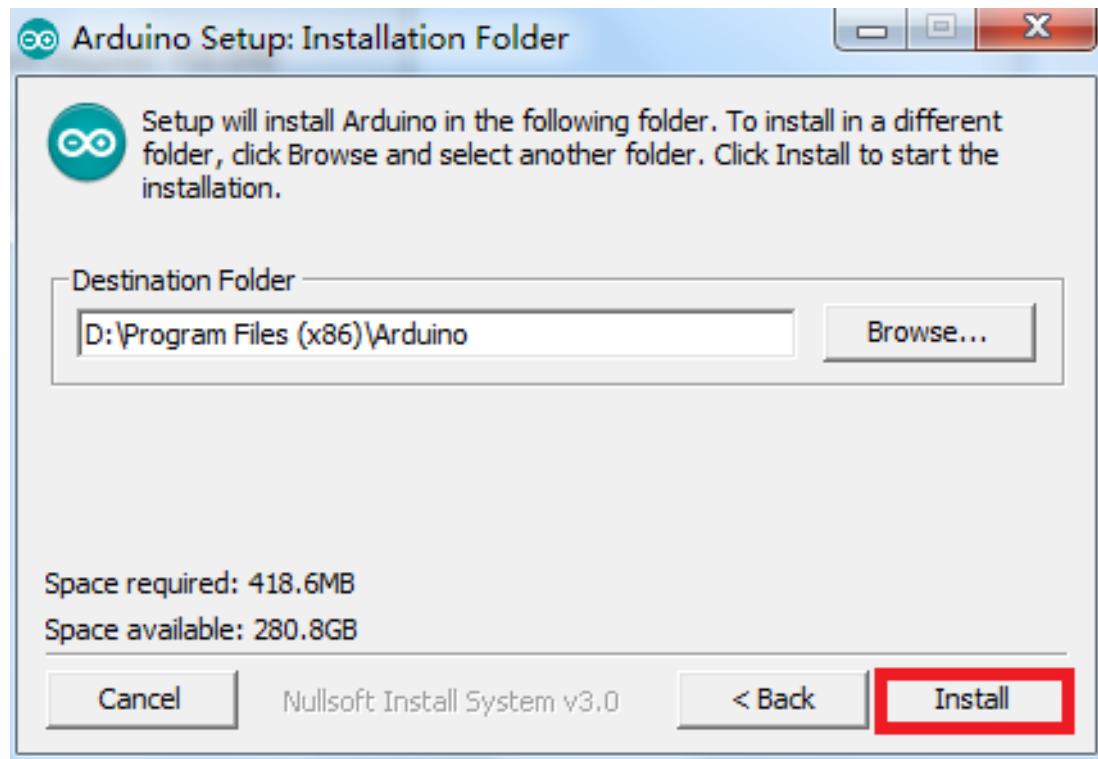 Arduino Setup: Installation Folder
Setup will install Arduino in the following folder. To install in a different
folder, click Browse and select another folder. Click Install to start the
installation.
Destination Folder
D:\Program Files (x86)\Arduino
Browse...
Space required: 418.6MB
Space available: 280.8GB
Cancel
Nullsoft Install System v3.0
< Back
Install